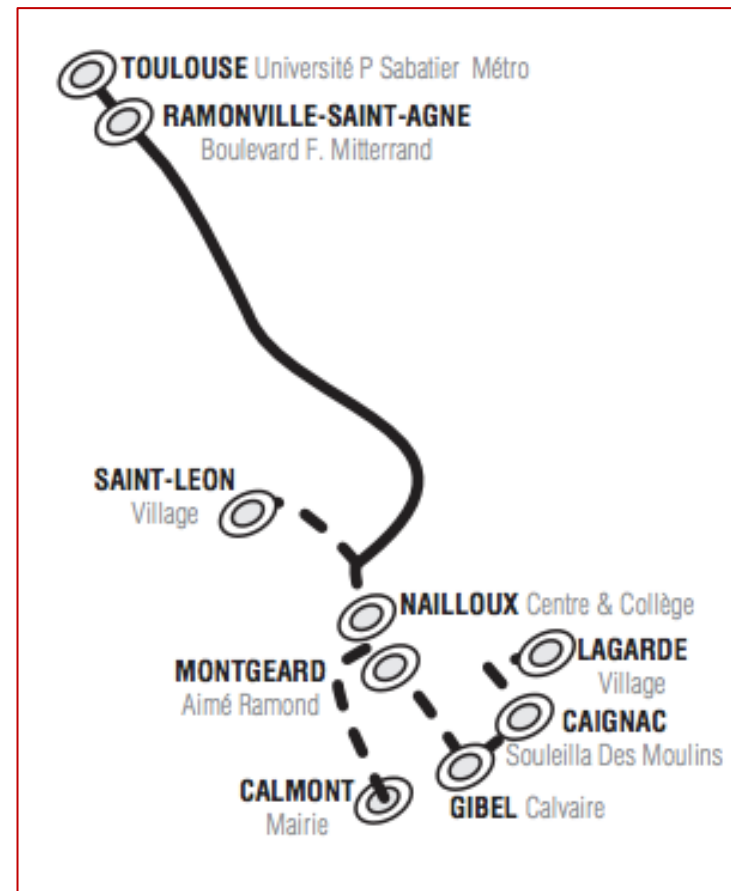 TOULOUSE Université P Sabatier Métro
RAMONVILLE-SAINT-AGNE
Boulevard F. Mitterrand
SAINT-LEON
Village
NAILLOUX Centre & Collège
LAGARDE
Village
MONTGEARD
Aimé Ramond
CAIGNAC
Souleilla Des Moulins
CALMONT
Mairie
GIBEL Calvaire